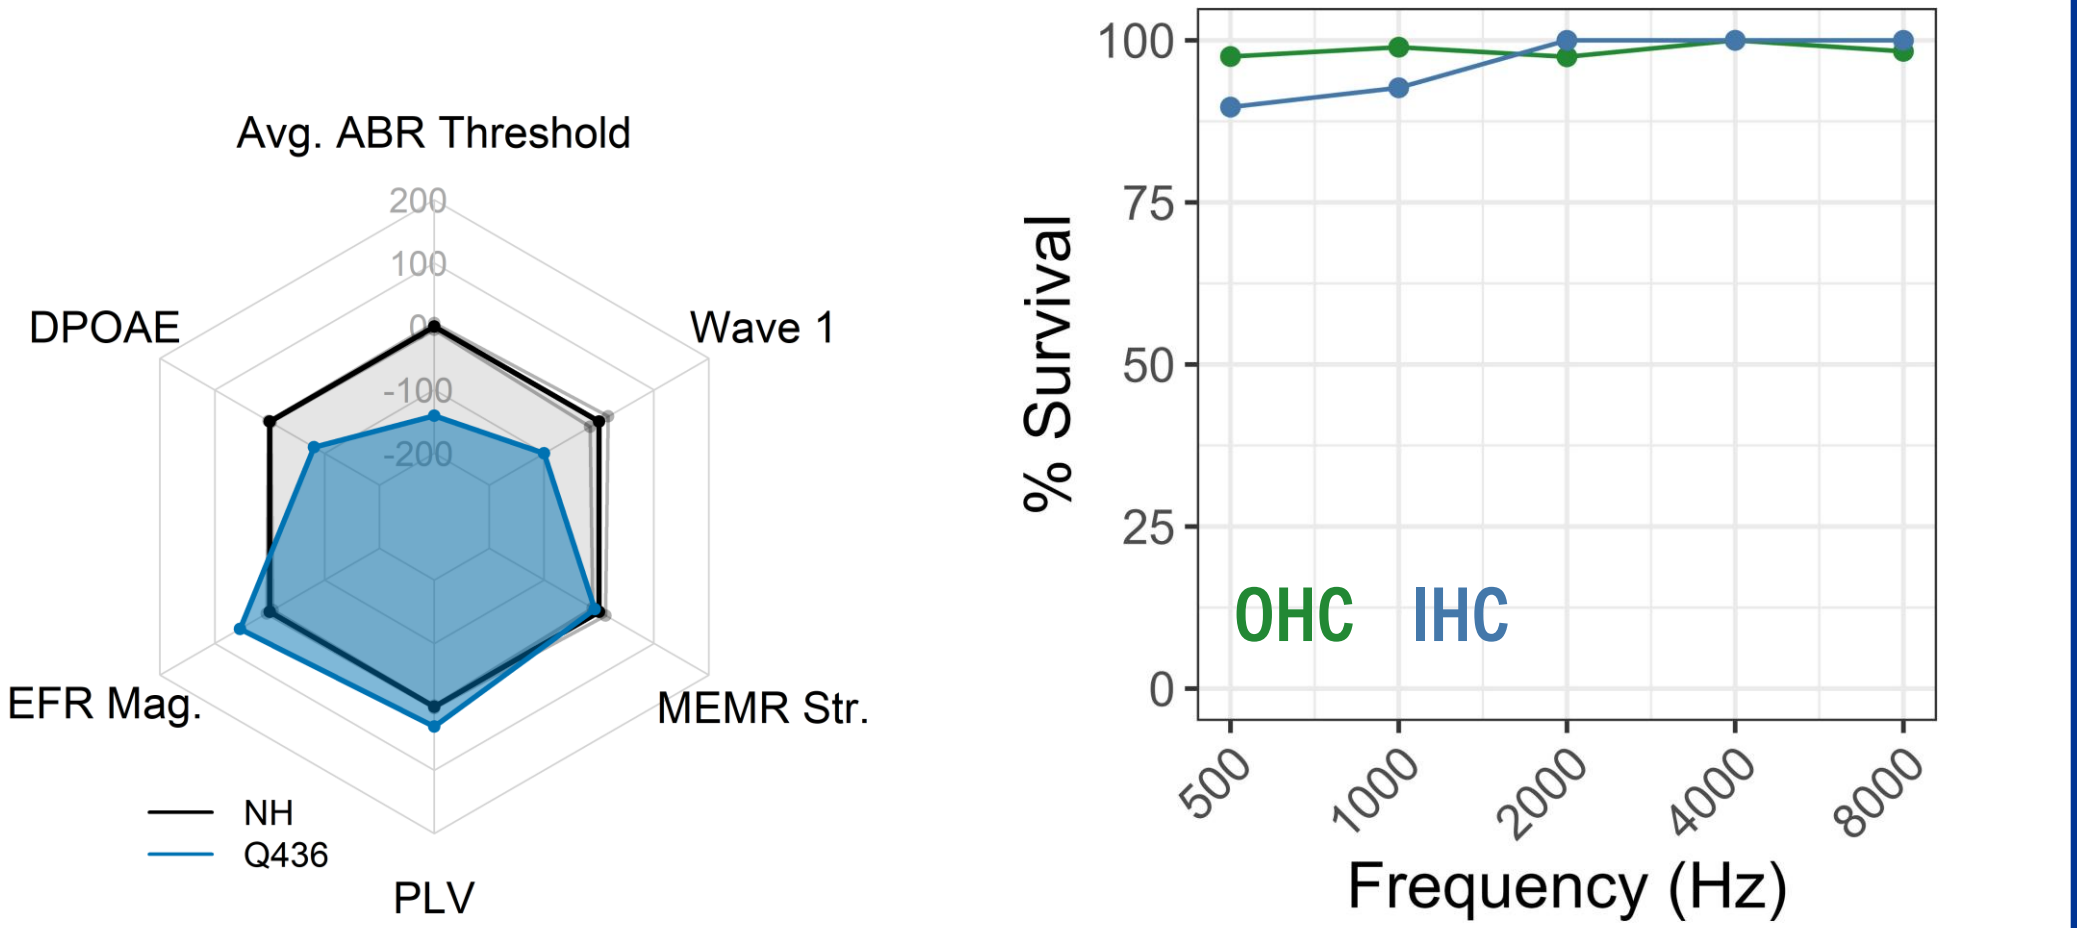 Avg. ABR Threshold
200
100
0
-100
-200
DPOAE
Wave 1
EFR Mag.
MEMR Str.
PLV
NH
Q436
% Survival
100
75
50
25
0
OHC IHC
500 1000 2000 4000 8000
Frequency (Hz)